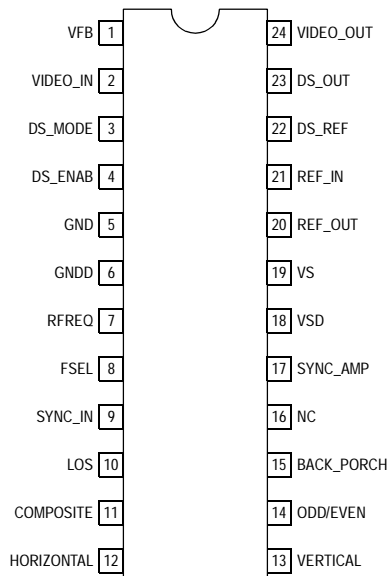 VFB 1 24 VIDEO_OUT
VIDEO_IN 2 23 DS_OUT
DS_MODE 3 22 DS_REF
DS_ENAB 4 21 REF_IN
GND 5 20 REF_OUT
GNDD 6 19 VS
RFREQ 7 18 VSD
FSEL 8 17 SYNC_AMP
SYNC_IN 9 16 NC
LOS 10 15 BACK_PORCH
COMPOSITE 11 14 ODD/EVEN
HORIZONTAL 12 13 VERTICAL